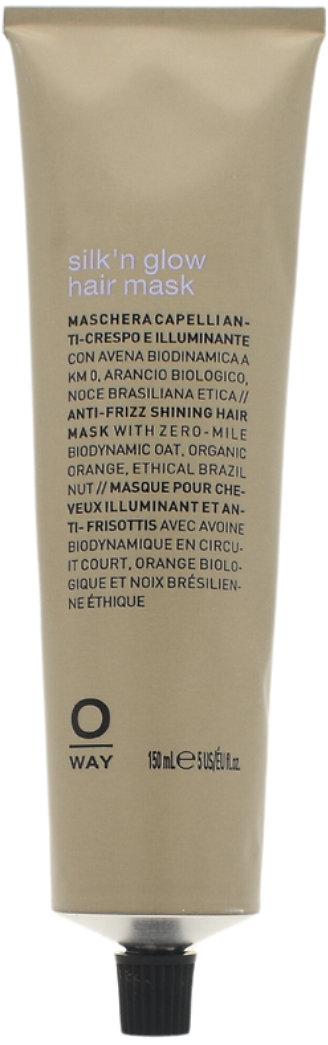 silk'n glow
hair mask
MASCHERA CAPELLI AN-
TI-CRESPO E ILLUMINANTE
CON AVENA BIODINAMICA A
KM 0, ARANCIO BIOLOGICO,
NOCE BRASILIANA ETICA //
ANTI-FRIZZ SHINING HAIR
MASK WITH ZERO-MILE
BIODYNAMIC OAT, ORGANIC
ORANGE, ETHICAL BRAZIL
NUT // MASQUE POUR CHE-
VEUX ILLUMINANT ET AN-
TI- FRISOTTIS AVEC AVOINE
BIODYNAMIQUE EN CIRCU-
IT COURT, ORANGE BIOLO-
GIQUE ET NOIX BRÉSILIEN-
NE ÉTHIQUE
O
WAY
150 mL ℮ 5 US/ÉU fl.oz.